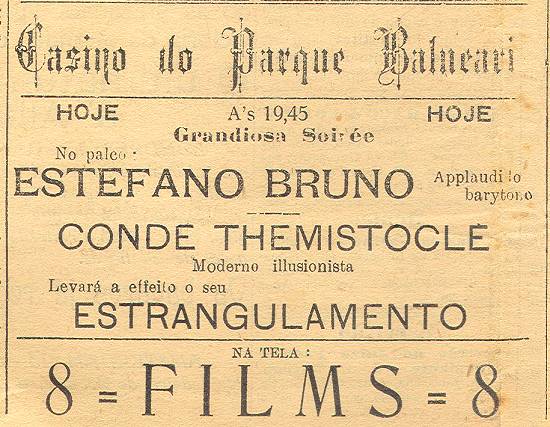 Casino do Parque Balneari
HOJE A's 19,45 HOJE
Grandiosa Soirée
No palco:
ESTEFANO BRUNO Applaudido barytono
CONDE THEMISTOCLE
Moderno illusionista
Levará a effeito o seu
ESTRANGULAMENTO
NA TELA:
8 = FILMS = 8